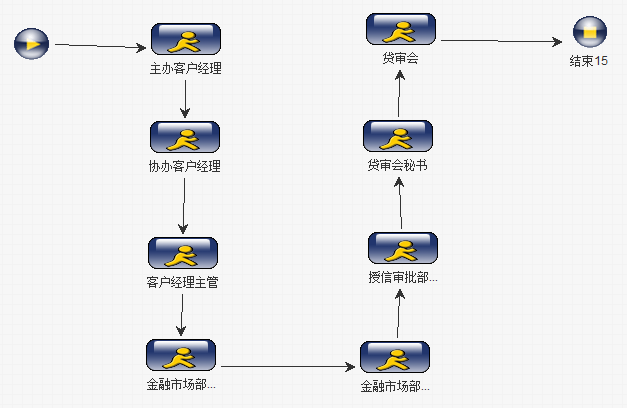 主办客户经理
协办客户经理
客户经理主管
金融市场部...
金融市场部...
授信审批部...
贷审会秘书
贷审会
结束15